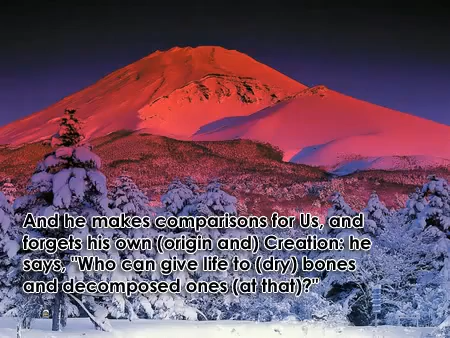 And he makes comparisons for Us, and
forgets his own (origin and) Creation: he
says, "Who can give life to (dry) bones
and decomposed ones (at that)?"